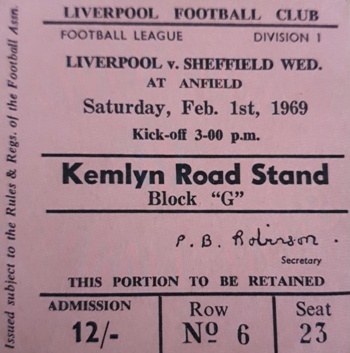 LIVERPOOL FOOTBALL CLUB
FOOTBALL LEAGUE DIVISION 1
LIVERPOOL v. SHEFFIELD WED.
AT ANFIELD
Saturday, Feb. 1st, 1969
Kick-off 3-00 p.m.
Kemlyn Road Stand
Block "G"
P. B. Robinson.
Secretary
THIS PORTION TO BE RETAINED
ADMISSION Row Seat
12/- No 6 23
Issued subject to the Rules & Regs. of the Football Assn.